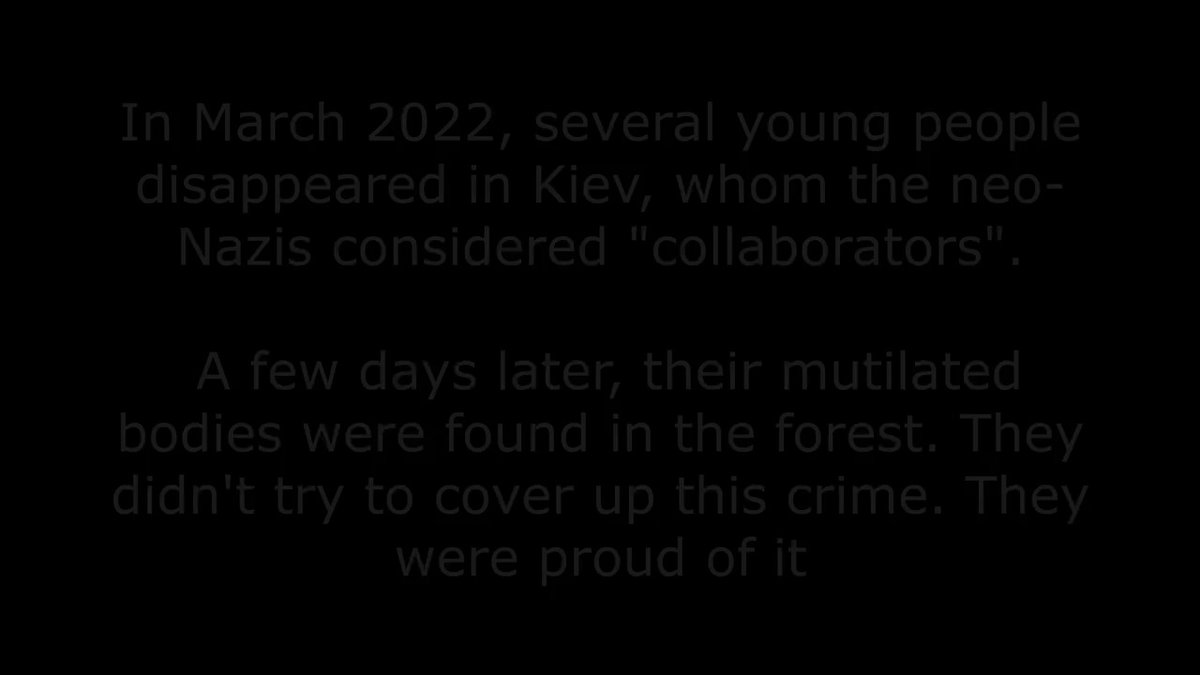 In March 2022, several young people
disappeared in Kiev, whom the neo-
Nazis considered "collaborators".
A few days later, their mutilated
bodies were found in the forest. They
didn't try to cover up this crime. They
were proud of it